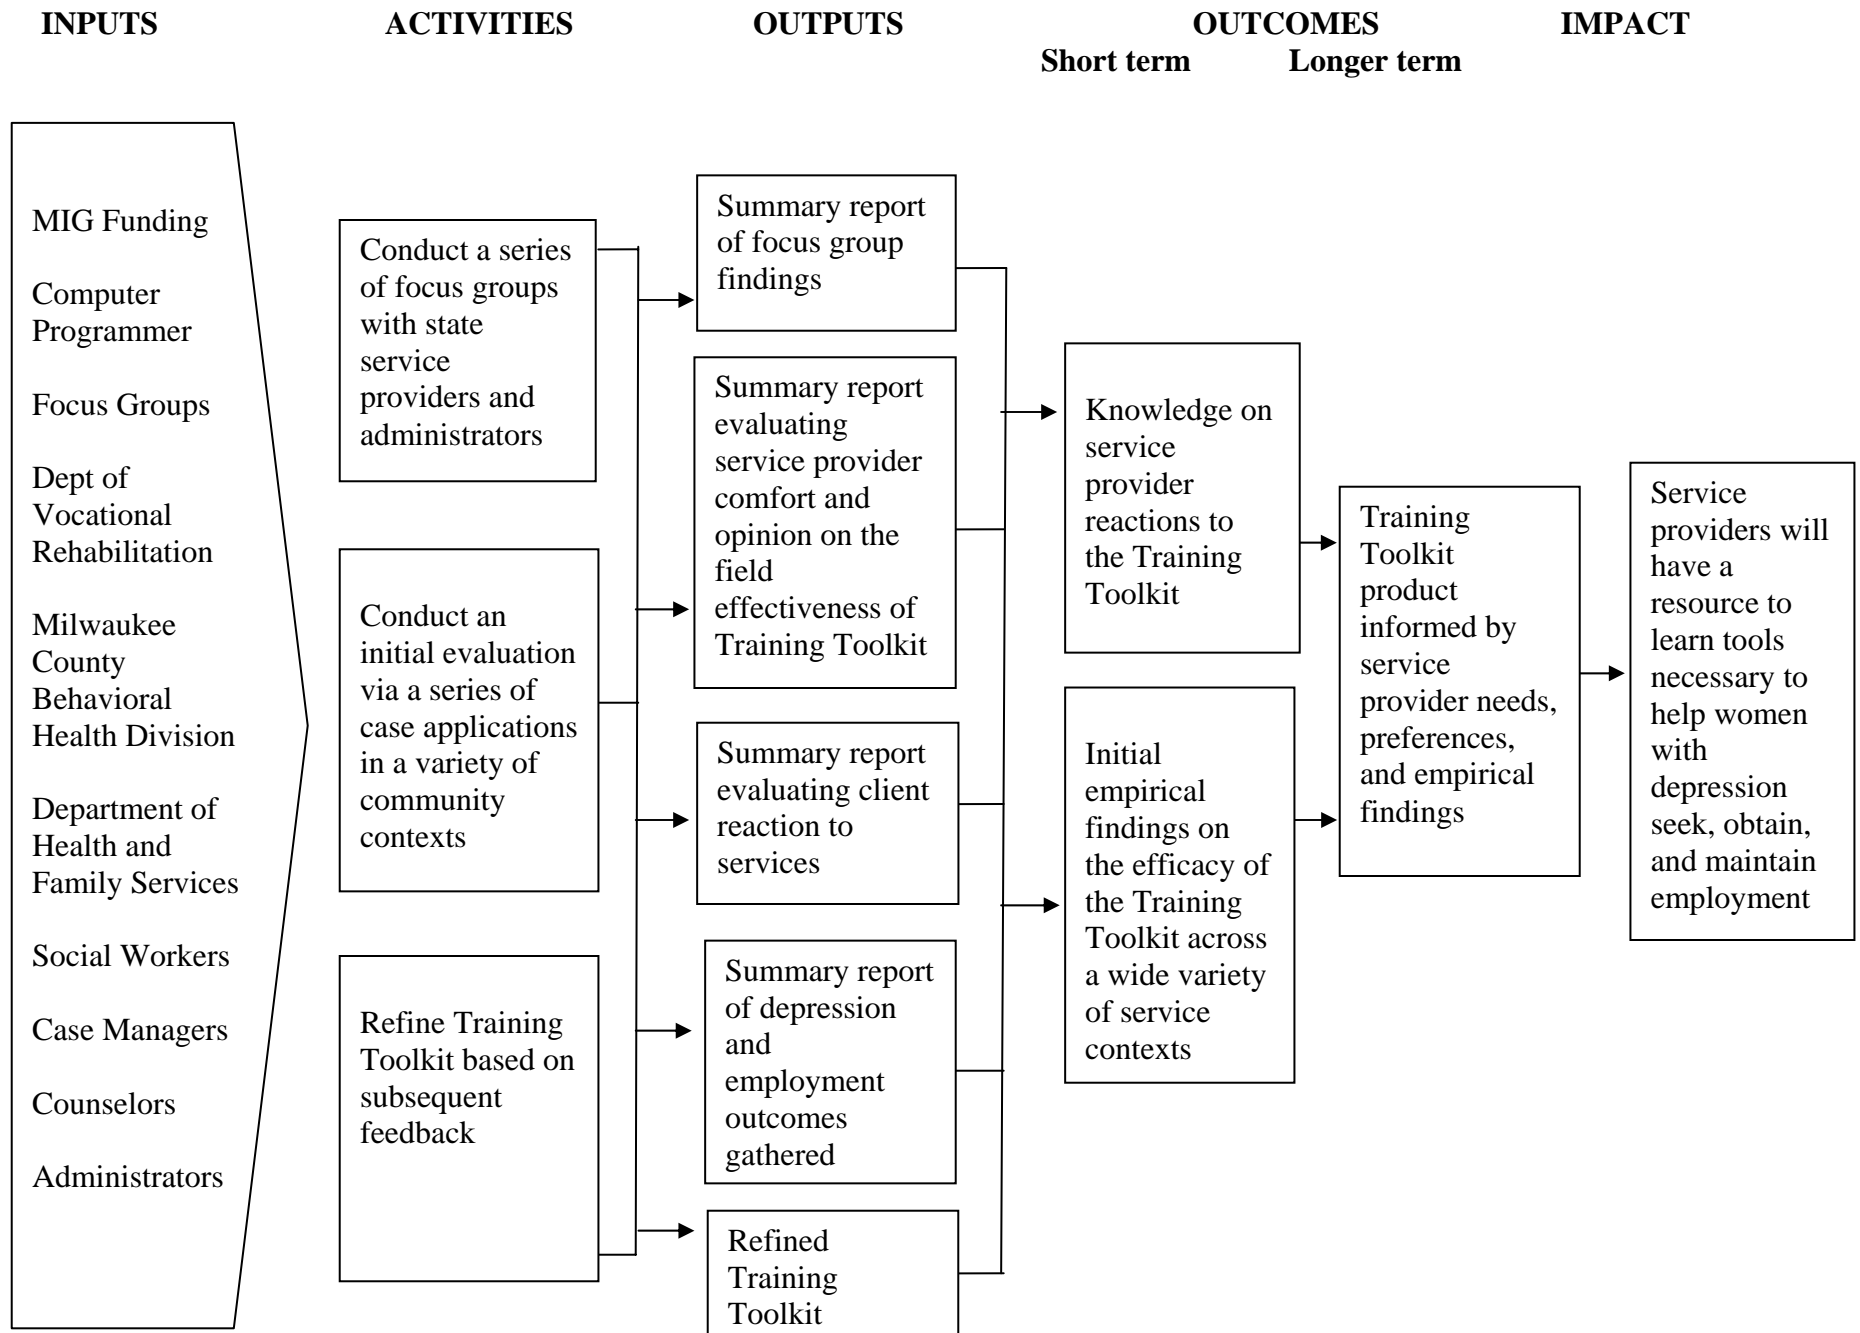 INPUTS
ACTIVITIES
OUTPUTS
OUTCOMES
IMPACT
Short term
Longer term
MIG Funding
Computer
Programmer
Focus Groups
Dept of
Vocational
Rehabilitation
Milwaukee
County
Behavioral
Health Division
Department of
Health and
Family Services
Social Workers
Case Managers
Counselors
Administrators
Conduct a series
of focus groups
with state
service
providers and
administrators
Conduct an
initial evaluation
via a series of
case applications
in a variety of
community
contexts
Refine Training
Toolkit based on
subsequent
feedback
Summary report
of focus group
findings
Summary report
evaluating
service provider
comfort and
opinion on the
field
effectiveness of
Training Toolkit
Summary report
evaluating client
reaction to
services
Summary report
of depression
and
employment
outcomes
gathered
Refined
Training
Toolkit
Knowledge on
service
provider
reactions to
the Training
Toolkit
Initial
empirical
findings on
the efficacy of
the Training
Toolkit across
a wide variety
of service
contexts
Training
Toolkit
product
informed by
service
provider needs,
preferences,
and empirical
findings
Service
providers will
have a
resource to
learn tools
necessary to
help women
with
depression
seek, obtain,
and maintain
employment